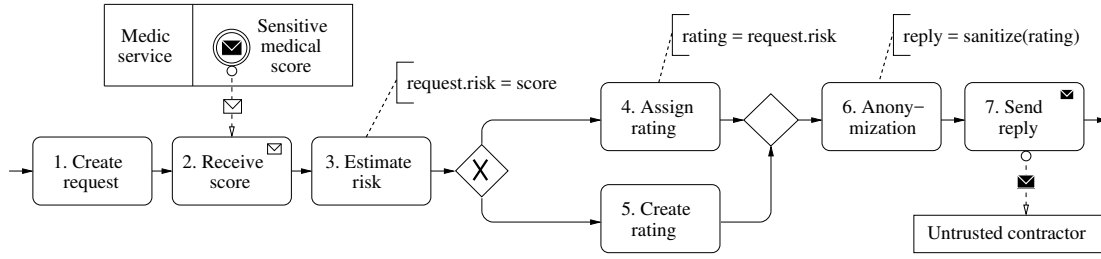 Medic
service
Sensitive
medical
score
request.risk = score
rating = request.risk
reply = sanitize(rating)
1. Create
request
2. Receive
score
3. Estimate
risk
X
4. Assign
rating
5. Create
rating
6. Anony-
mization
7. Send
reply
Untrusted contractor